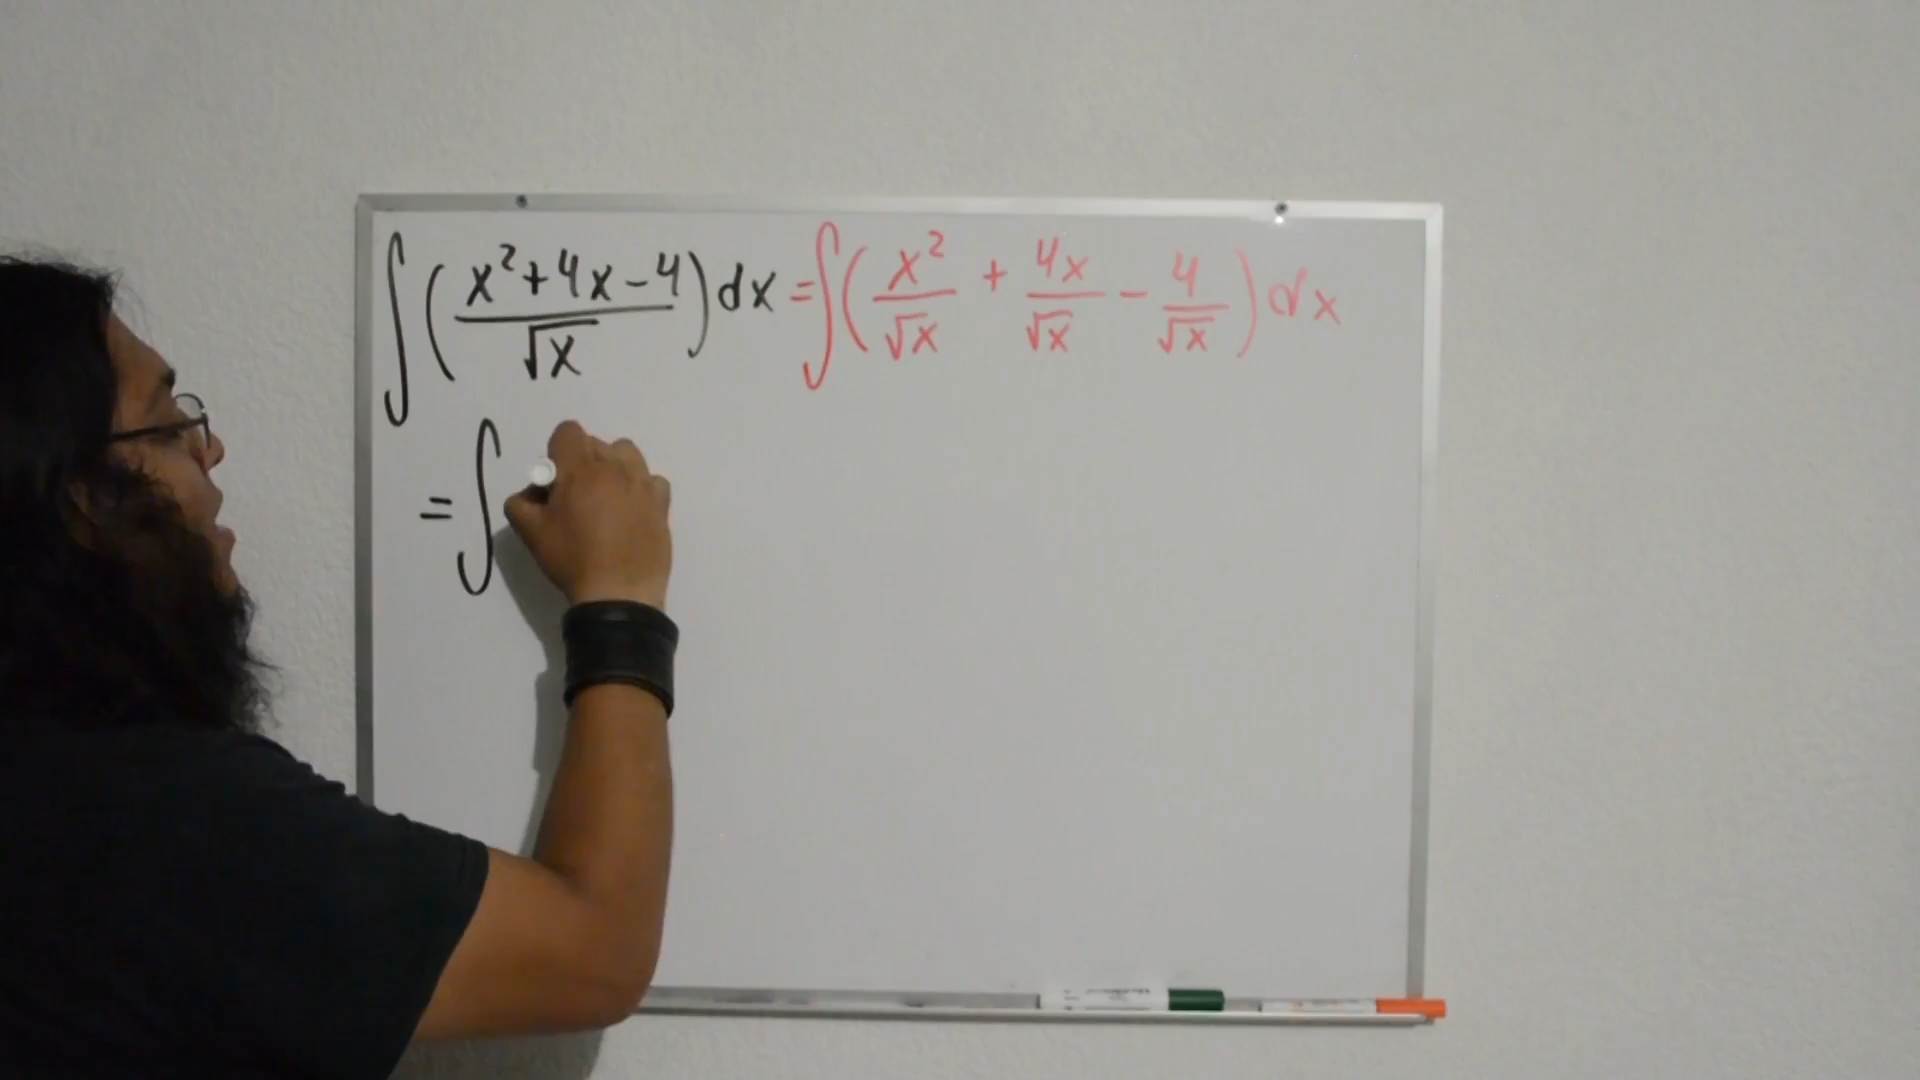 ∫(x²+4x-4/√x)dx = ∫(x²/√x + 4x/√x - 4/√x)dx
= ∫